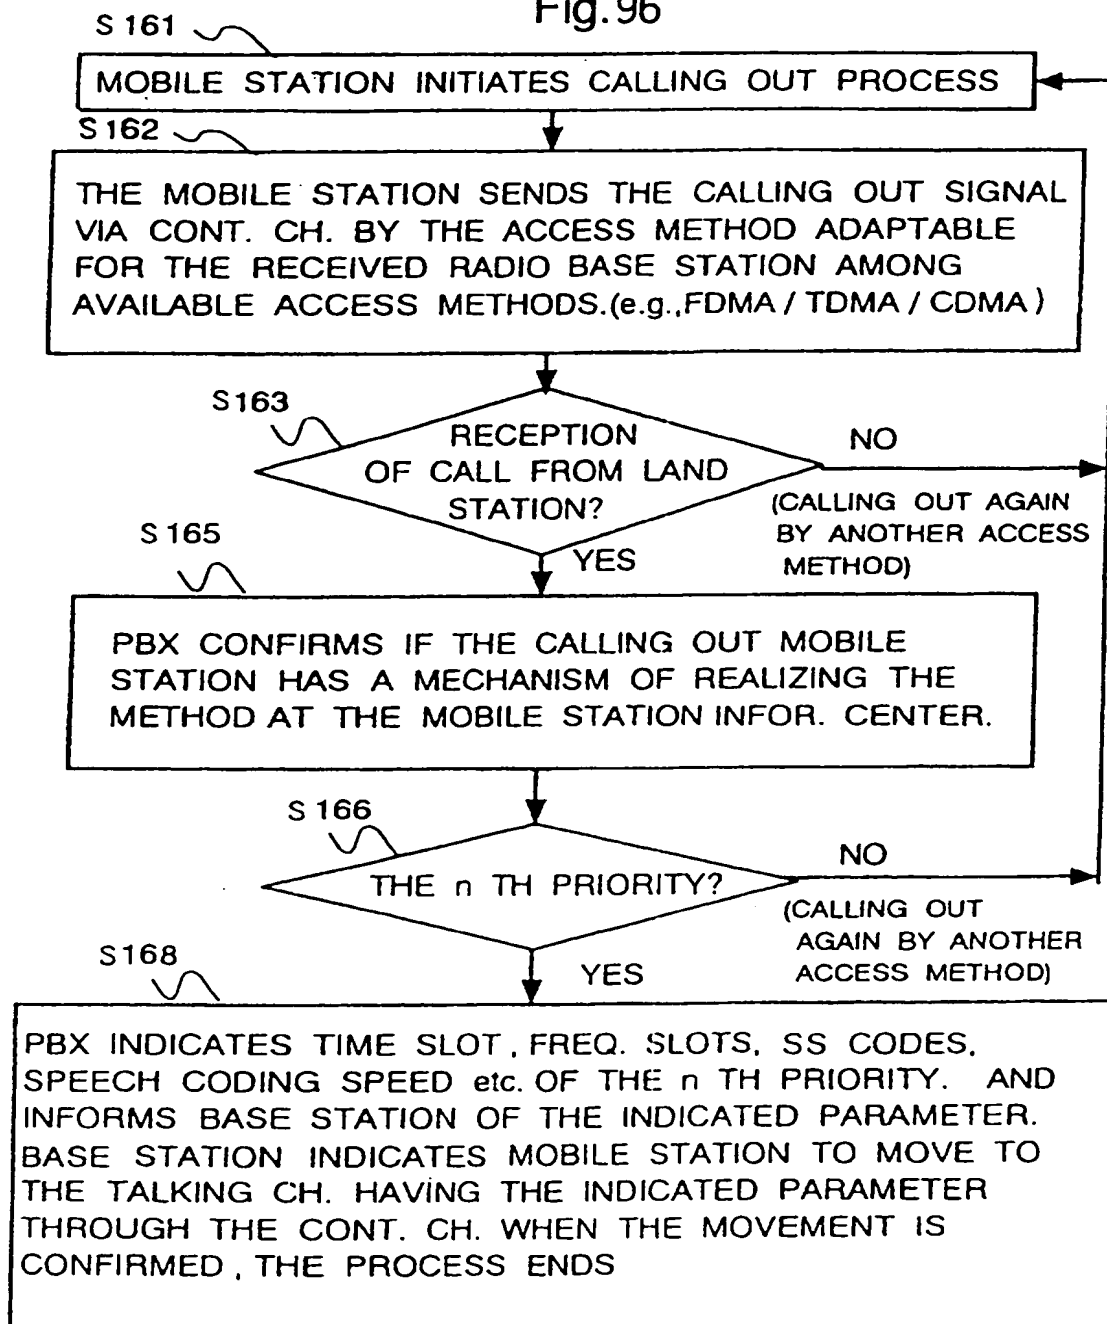 Fig. 96
S 161
MOBILE STATION INITIATES CALLING OUT PROCESS
S 162
THE MOBILE STATION SENDS THE CALLING OUT SIGNAL
VIA CONT. CH. BY THE ACCESS METHOD ADAPTABLE
FOR THE RECEIVED RADIO BASE STATION AMONG
AVAILABLE ACCESS METHODS.(e.g.,FDMA / TDMA / CDMA )
S163
RECEPTION
OF CALL FROM LAND
STATION?
NO
(CALLING OUT AGAIN
BY ANOTHER ACCESS
METHOD)
YES
S 165
PBX CONFIRMS IF THE CALLING OUT MOBILE
STATION HAS A MECHANISM OF REALIZING THE
METHOD AT THE MOBILE STATION INFOR. CENTER.
S 166
THE n TH PRIORITY?
NO
(CALLING OUT
AGAIN BY ANOTHER
ACCESS METHOD)
YES
S168
PBX INDICATES TIME SLOT, FREQ. SLOTS, SS CODES,
SPEECH CODING SPEED etc. OF THE n TH PRIORITY. AND
INFORMS BASE STATION OF THE INDICATED PARAMETER.
BASE STATION INDICATES MOBILE STATION TO MOVE TO
THE TALKING CH. HAVING THE INDICATED PARAMETER
THROUGH THE CONT. CH. WHEN THE MOVEMENT IS
CONFIRMED, THE PROCESS ENDS